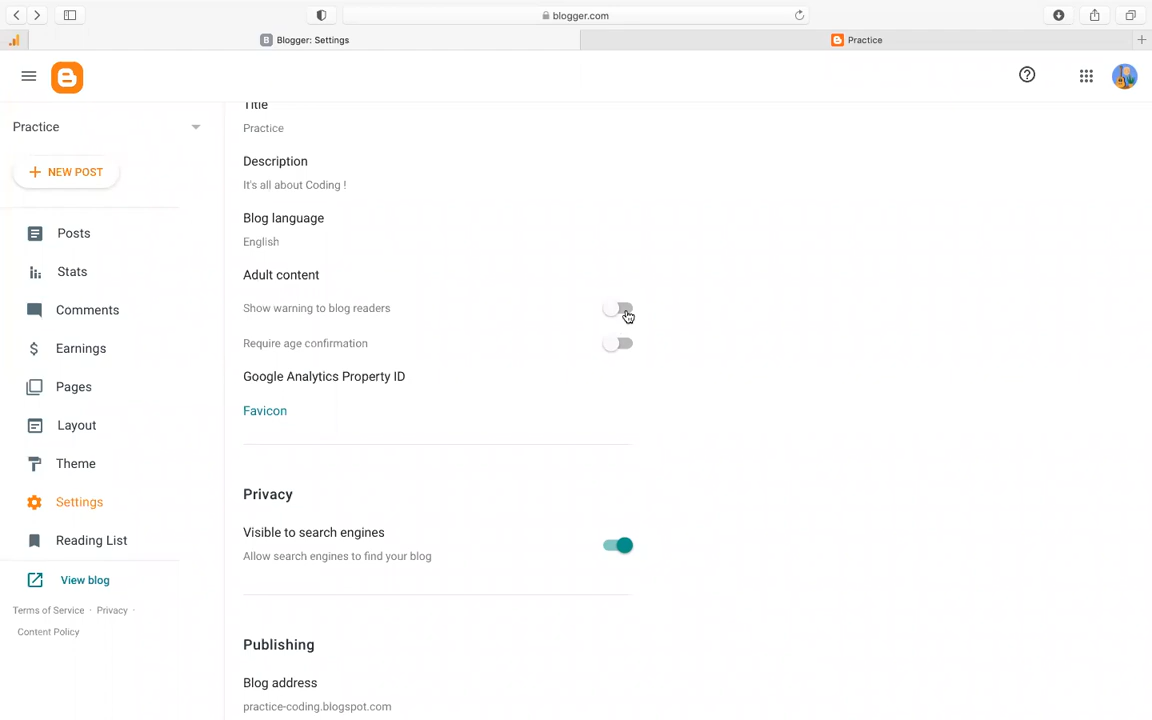 blogger.com
Blogger: Settings
Practice
Practice
NEW POST
Posts
Stats
Comments
Earnings
Pages
Layout
Theme
Settings
Reading List
View blog
Terms of Service · Privacy ·
Content Policy
Title
Practice
Description
It's all about Coding !
Blog language
English
Adult content
Show warning to blog readers
Require age confirmation
Google Analytics Property ID
Favicon
Privacy
Visible to search engines
Allow search engines to find your blog
Publishing
Blog address
practice-coding.blogspot.com